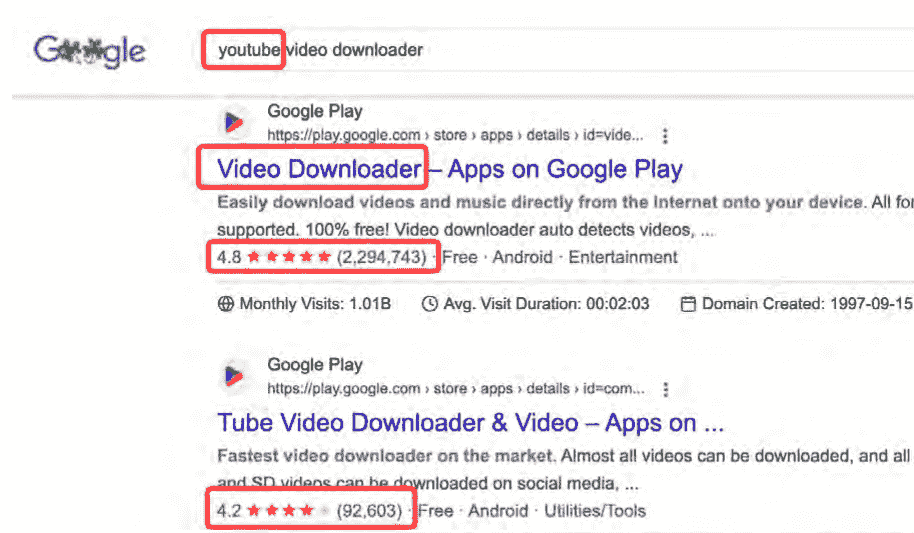 Google
youtube video downloader
Google Play
https://play.google.com › store › apps › details › id=vide...
Video Downloader – Apps on Google Play
Easily download videos and music directly from the Internet onto your device. All for
supported. 100% free! Video downloader auto detects videos, ...
4.8 ★★★★★ (2,294,743) · Free · Android · Entertainment
Monthly Visits: 1.01B Avg. Visit Duration: 00:02:03 Domain Created: 1997-09-15
Google Play
https://play.google.com › store › apps › details › id=com...
Tube Video Downloader & Video – Apps on ...
Fastest video downloader on the market. Almost all videos can be downloaded, and all
and SD videos can be downloaded on social media, ...
4.2 ★★★★★ (92,603) · Free · Android · Utilities/Tools